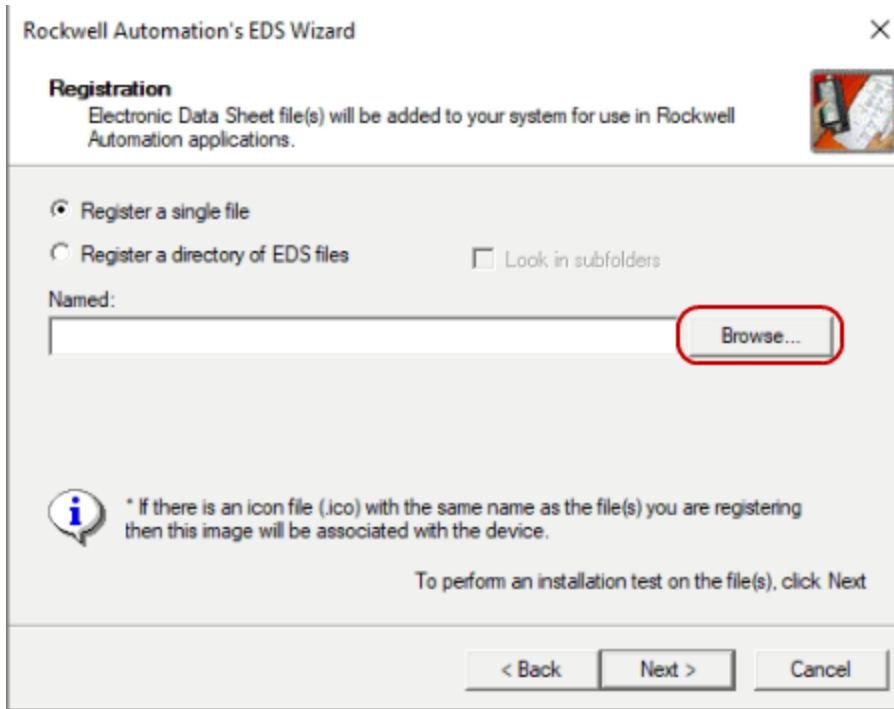 Rockwell Automation's EDS Wizard
Registration
Electronic Data Sheet file(s) will be added to your system for use in Rockwell
Automation applications.
Register a single file
Register a directory of EDS files
Look in subfolders
Named:
Browse...
* If there is an icon file (.ico) with the same name as the file(s) you are registering
then this image will be associated with the device.
To perform an installation test on the file(s), click Next
< Back
Next >
Cancel